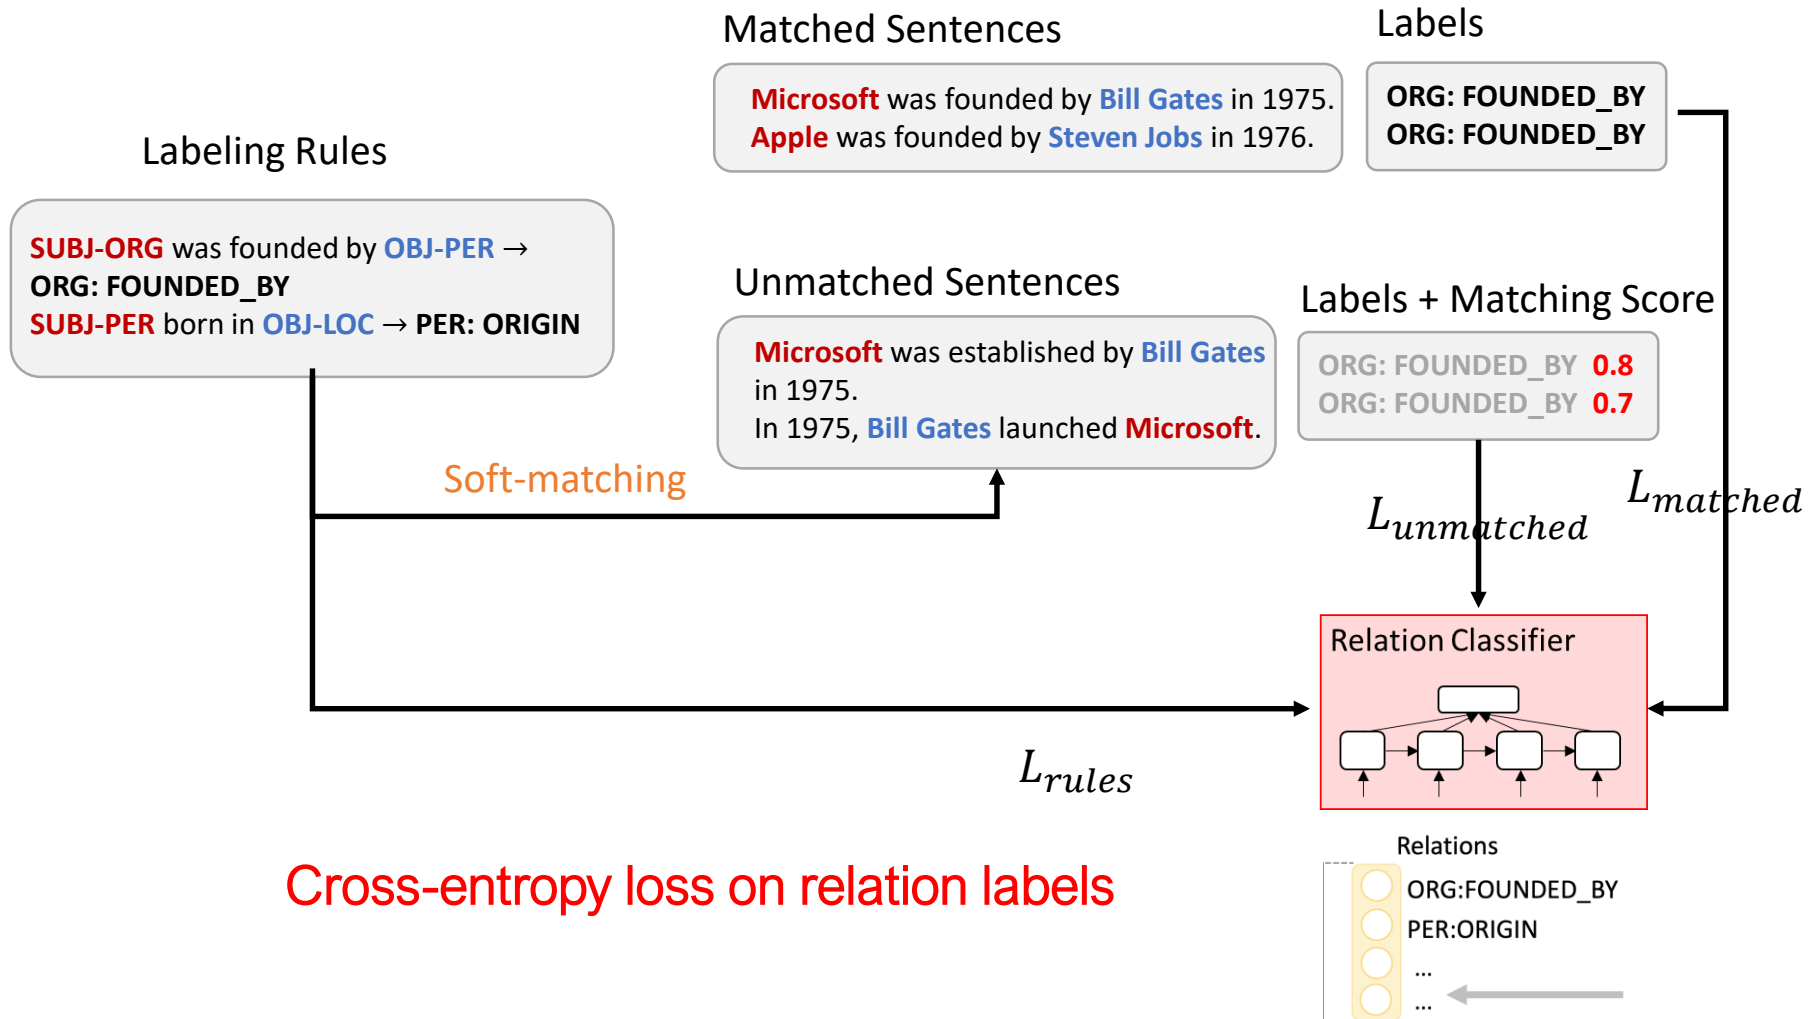 Matched Sentences
Labels
Microsoft was founded by Bill Gates in 1975.
Apple was founded by Steven Jobs in 1976.
ORG: FOUNDED_BY
ORG: FOUNDED_BY
Labeling Rules
SUBJ-ORG was founded by OBJ-PER →
ORG: FOUNDED_BY
SUBJ-PER born in OBJ-LOC → PER: ORIGIN
Unmatched Sentences
Labels + Matching Score
Microsoft was established by Bill Gates
in 1975.
In 1975, Bill Gates launched Microsoft.
ORG: FOUNDED_BY 0.8
ORG: FOUNDED_BY 0.7
Soft-matching
L_unmatched
L_matched
Relation Classifier
L_rules
Cross-entropy loss on relation labels
Relations
ORG:FOUNDED_BY
PER:ORIGIN
...
...